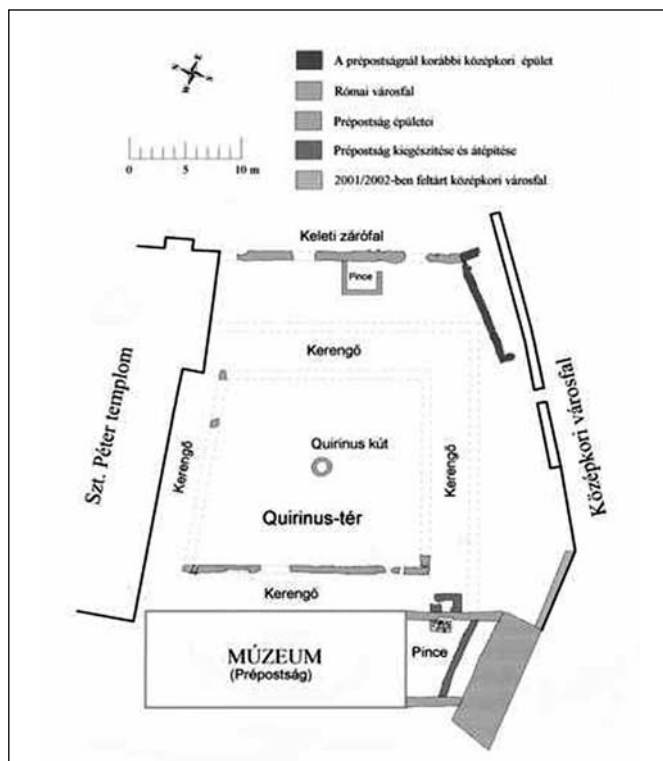 N
E
S
W
0 5 10 m
A prépostságnál korábbi középkori épület
Római városfal
Prépostság épületei
Prépostság kiegészítése és átépítése
2001/2002-ben feltárt középkori városfal
Keleti zárófal
Pince
Kerengő
Szt. Péter templom
Kerengő
Quirinus kút
Kerengő
Középkori városfal
Quirinus-tér
Kerengő
MÚZEUM
(Prépostság)
Pince